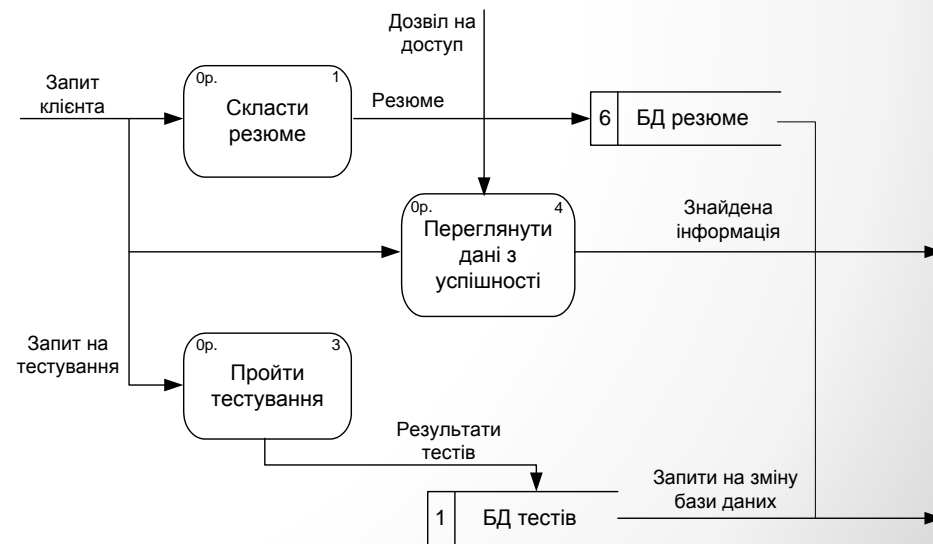 Дозвіл на
доступ
Запит
клієнта
0р. 1
Скласти
резюме
Резюме
6 БД резюме
0р. 4
Переглянути
дані з
успішності
Знайдена
інформація
Запит на
тестування
0р. 3
Пройти
тестування
Результати
тестів
1 БД тестів
Запити на зміну
бази даних